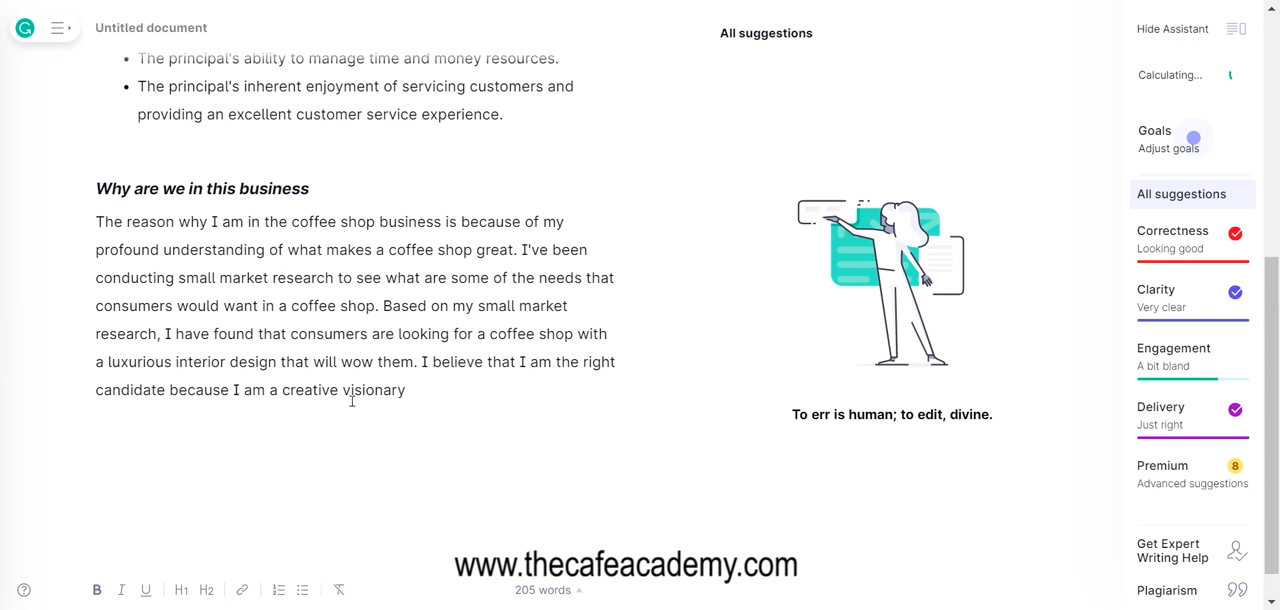 Untitled document
All suggestions
• The principal's ability to manage time and money resources.
• The principal's inherent enjoyment of servicing customers and
providing an excellent customer service experience.
Why are we in this business
The reason why I am in the coffee shop business is because of my
profound understanding of what makes a coffee shop great. I've been
conducting small market research to see what are some of the needs that
consumers would want in a coffee shop. Based on my small market
research, I have found that consumers are looking for a coffee shop with
a luxurious interior design that will wow them. I believe that I am the right
candidate because I am a creative visionary
To err is human; to edit, divine.
Hide Assistant
Calculating...
Goals
Adjust goals
All suggestions
Correctness
Looking good
Clarity
Very clear
Engagement
A bit bland
Delivery
Just right
Premium 8
Advanced suggestions
Get Expert
Writing Help
Plagiarism
www.thecafeacademy.com
B I U H1 H2
205 words